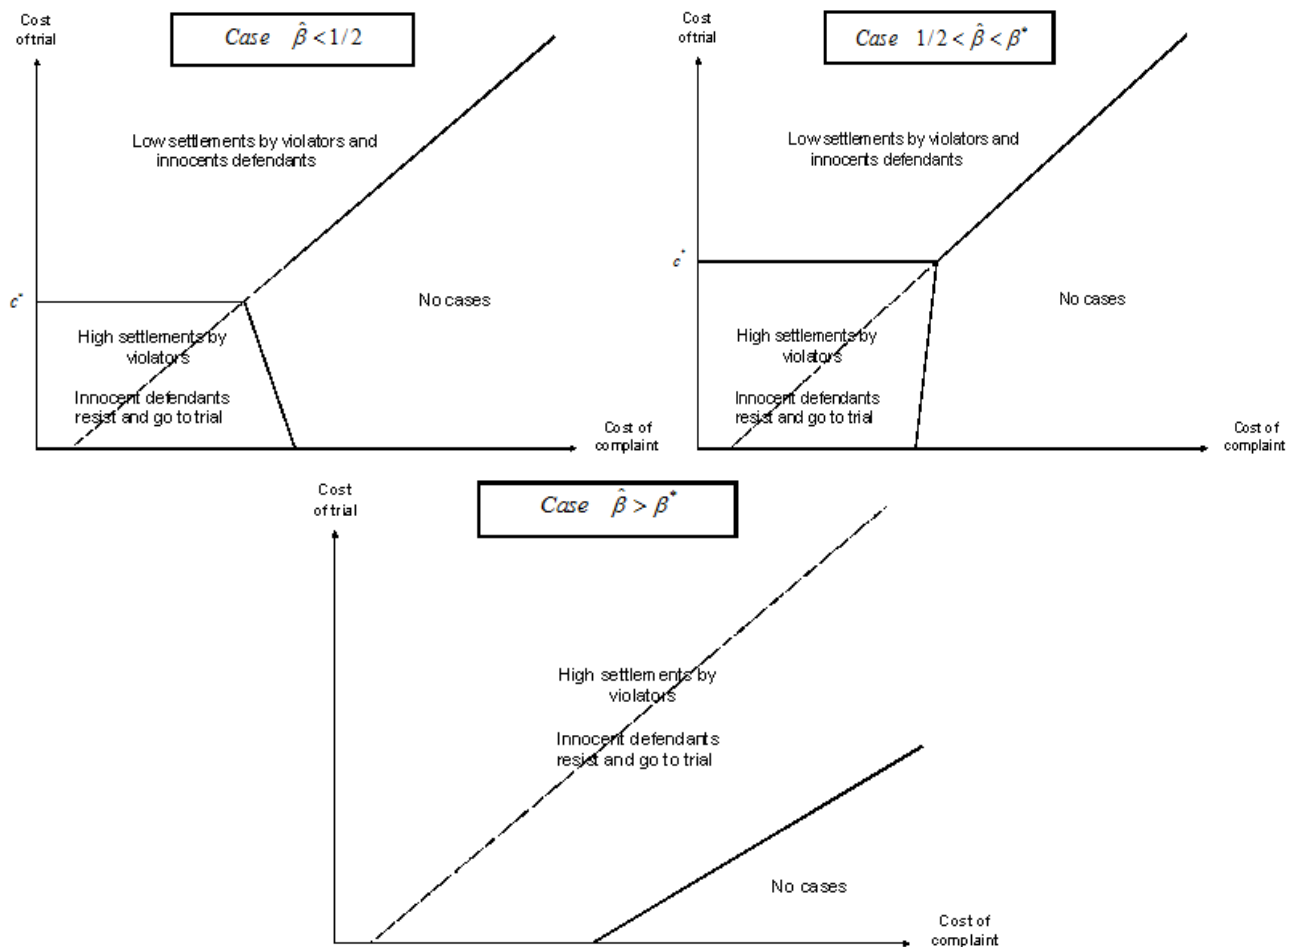 Cost
of trial
Case β̂ < 1/2
Low settlements by violators and
innocents defendants
c*
No cases
High settlements by
violators
Innocent defendants
resist and go to trial
Cost of
complaint
Cost
of trial
Case 1/2 < β̂ < β*
Low settlements by violators and
innocents defendants
c*
No cases
High settlements by
violators
Innocent defendants
resist and go to trial
Cost of
complaint
Cost
of trial
Case β̂ > β*
High settlements by
violators
Innocent defendants
resist and go to trial
No cases
Cost of
complaint